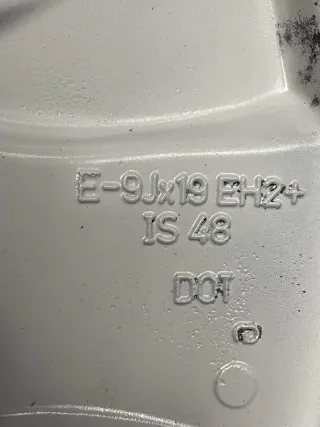 E-9Jx19 EH2+
IS 48
DOT
D